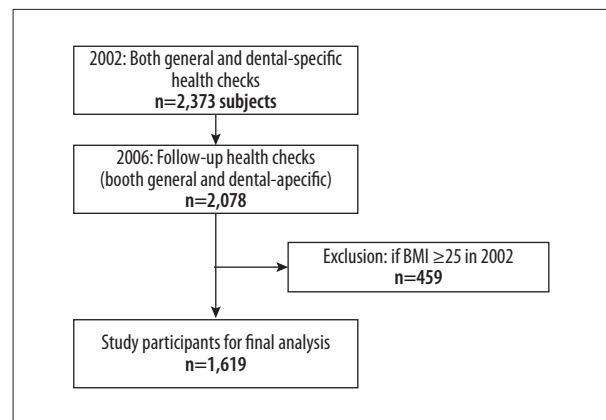 2002: Both general and dental-specific
health checks
n=2,373 subjects
2006: Follow-up health checks
(booth general and dental-apecific)
n=2,078
Exclusion: if BMI ≥25 in 2002
n=459
Study participants for final analysis
n=1,619